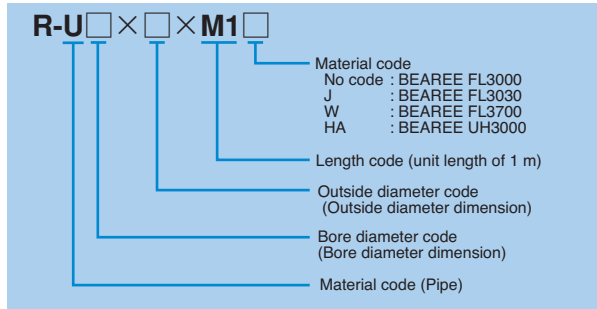 R-U□×□×M1□
Material code
No code : BEAREE FL3000
J : BEAREE FL3030
W : BEAREE FL3700
HA : BEAREE UH3000
Length code (unit length of 1 m)
Outside diameter code
(Outside diameter dimension)
Bore diameter code
(Bore diameter dimension)
Material code (Pipe)